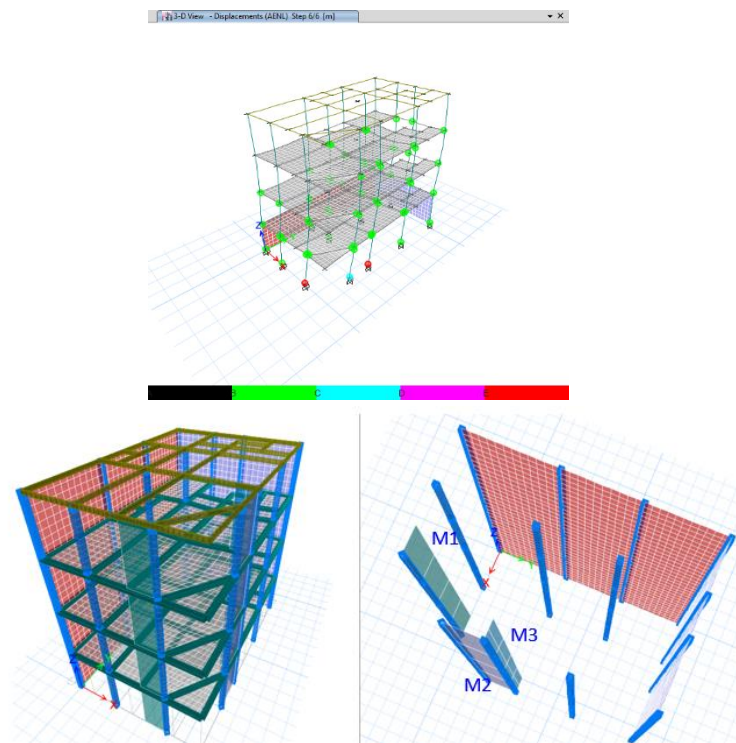 3-D View - Displacements (AENL) Step 6/6 [m]
Z
X
B
C
D
E
M1
Z
Y
X
M3
M2
Z
X